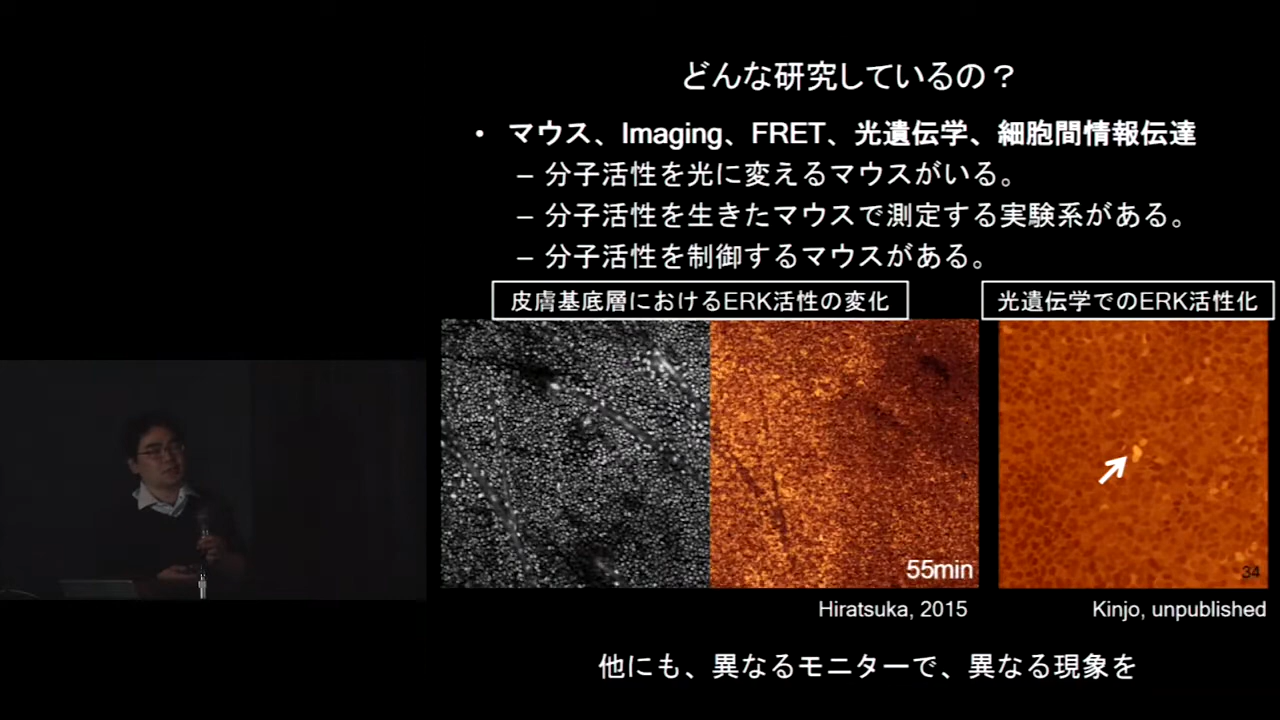 どんな研究しているの？
• マウス、Imaging、FRET、光遺伝学、細胞間情報伝達
– 分子活性を光に変えるマウスがいる。
– 分子活性を生きたマウスで測定する実験系がある。
– 分子活性を制御するマウスがある。
皮膚基底層におけるERK活性の変化
光遺伝学でのERK活性化
55min
34
Hiratsuka, 2015
Kinjo, unpublished
他にも、異なるモニターで、異なる現象を